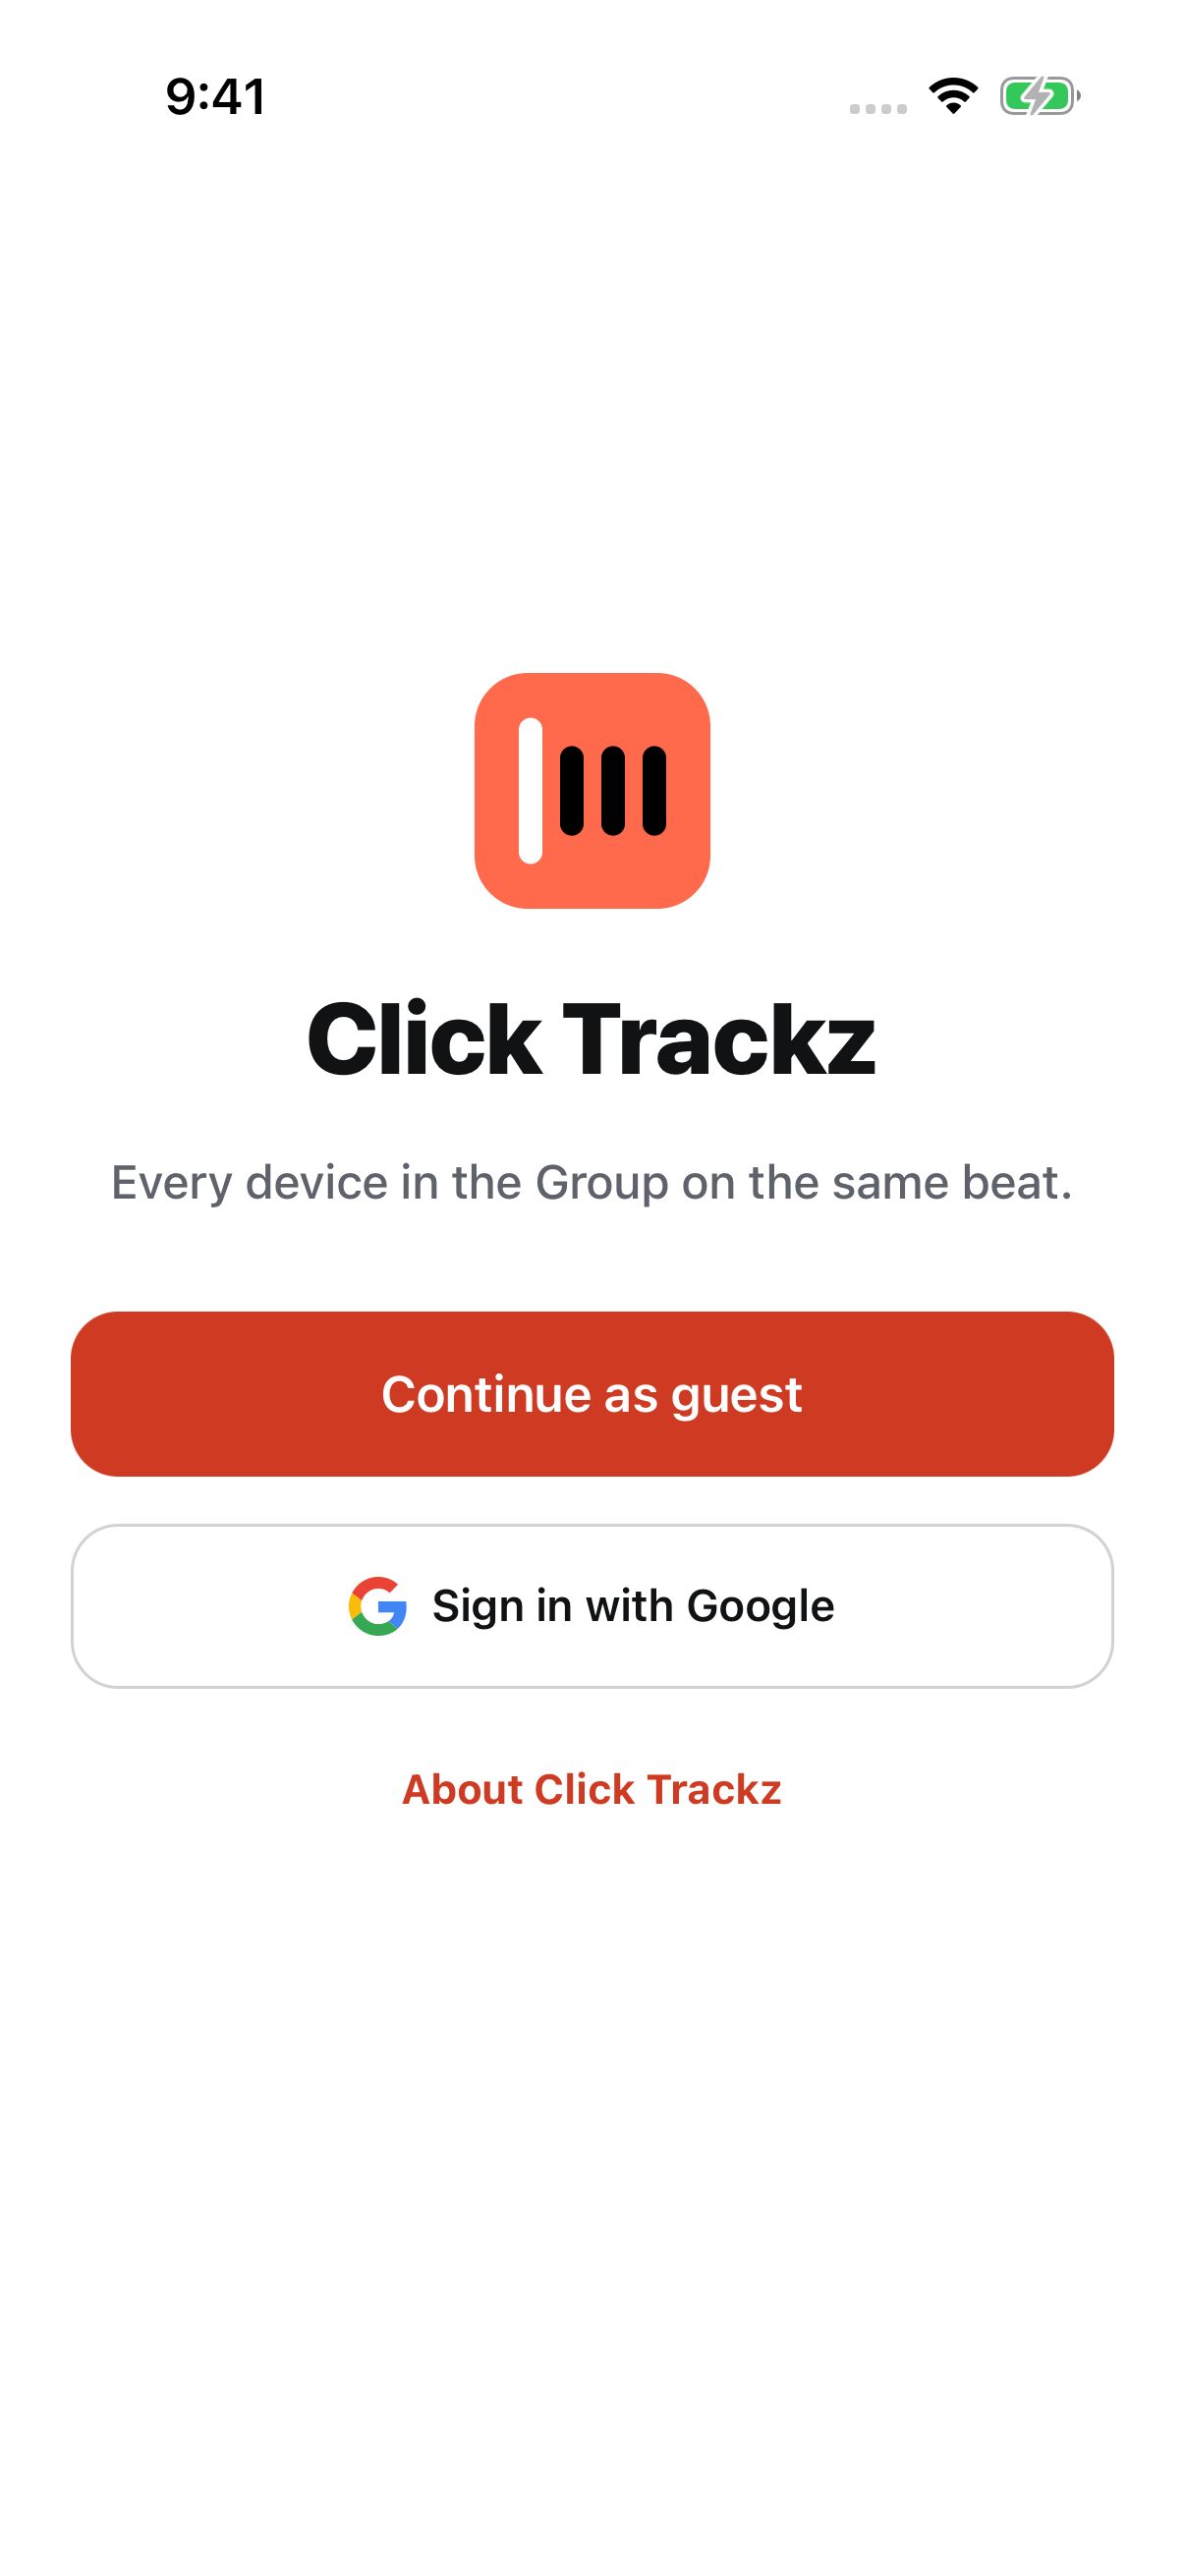 9:41
Click Trackz
Every device in the Group on the same beat.
Continue as guest
Sign in with Google
About Click Trackz